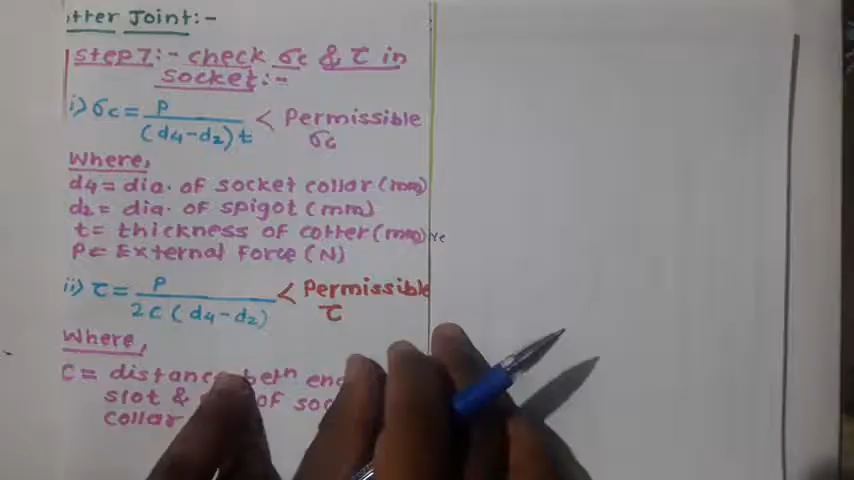 otter Joint:-
Step 7:- check σc & τ in
socket:-
i) σc = P / (d4-d2)t < Permissible σc
Where,
d4 = dia. of socket collar (mm)
d2 = dia. of spigot (mm)
t = thickness of cotter (mm)
P = External Force (N)
ii) τ = P / 2c(d4-d2) < Permissible τ
Where,
C = distance betn
slot & of
collar